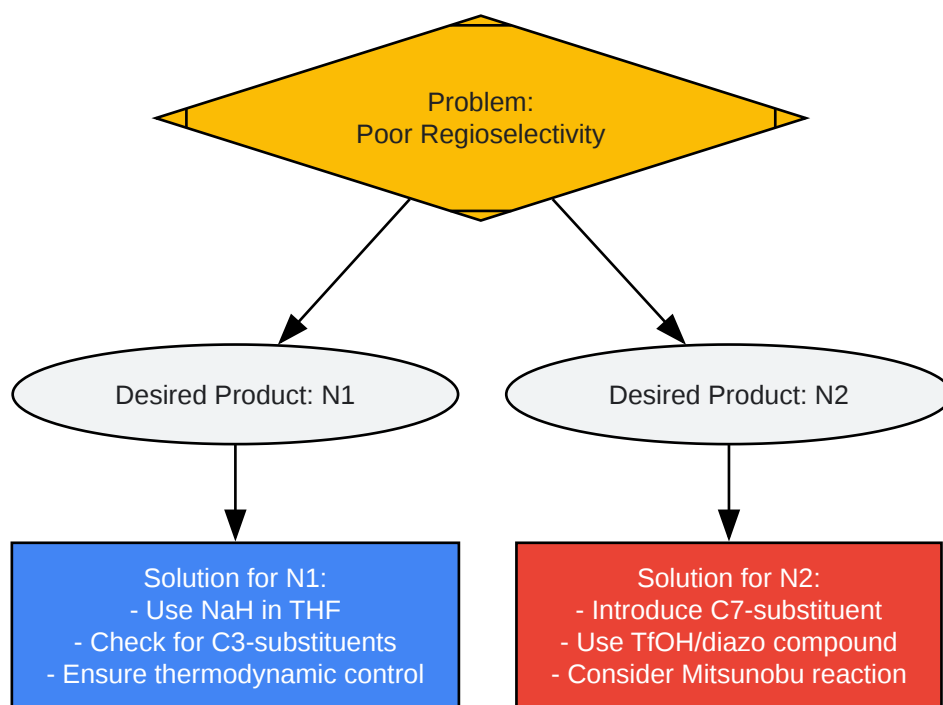 Problem:
Poor Regioselectivity
Desired Product: N1
Desired Product: N2
Solution for N1:
- Use NaH in THF
- Check for C3-substituents
- Ensure thermodynamic control
Solution for N2:
- Introduce C7-substituent
- Use TfOH/diazo compound
- Consider Mitsunobu reaction